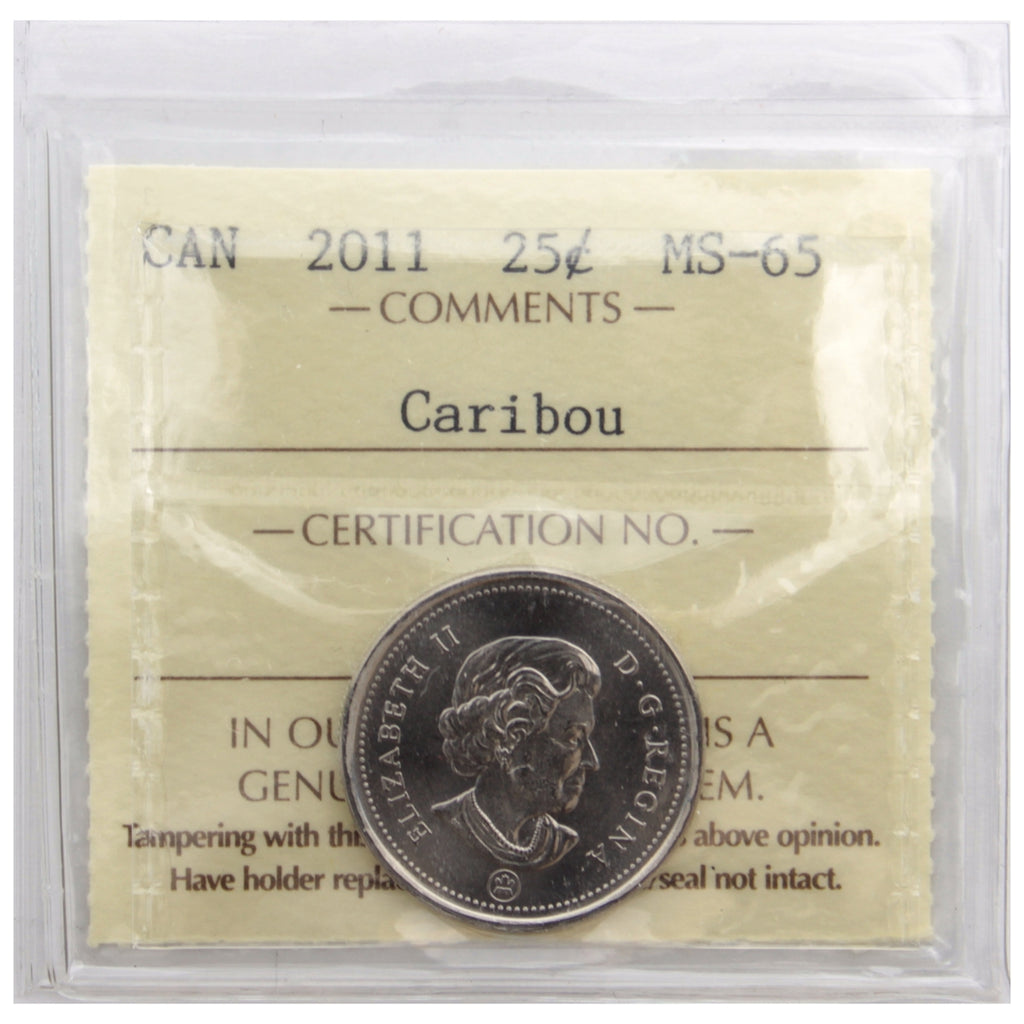 CAN 2011 25¢ MS-65
— COMMENTS —
Caribou
— CERTIFICATION NO. —
ELIZABETH II D·G·REGINA
IN OU IS A
GENU EM.
Tampering with thi above opinion.
Have holder repla /seal not intact.